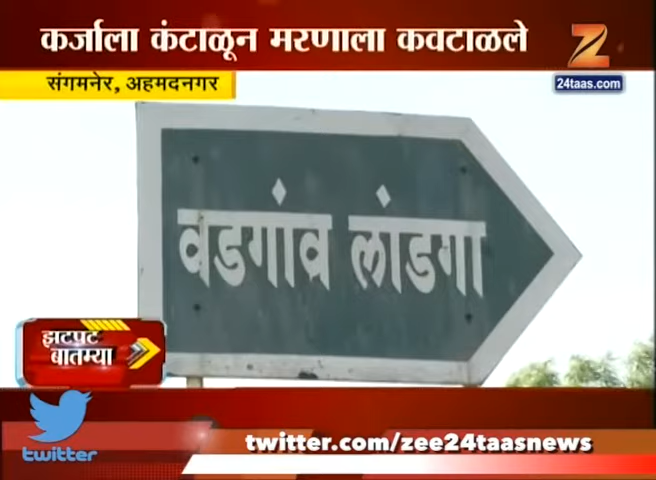 कर्जाला कंटाळून मरणाला कवटाळले
संगमनेर, अहमदनगर
24taas.com
वडगांव लांडगा
झटपट
बातम्या
twitter
twitter.com/zee24taasnews